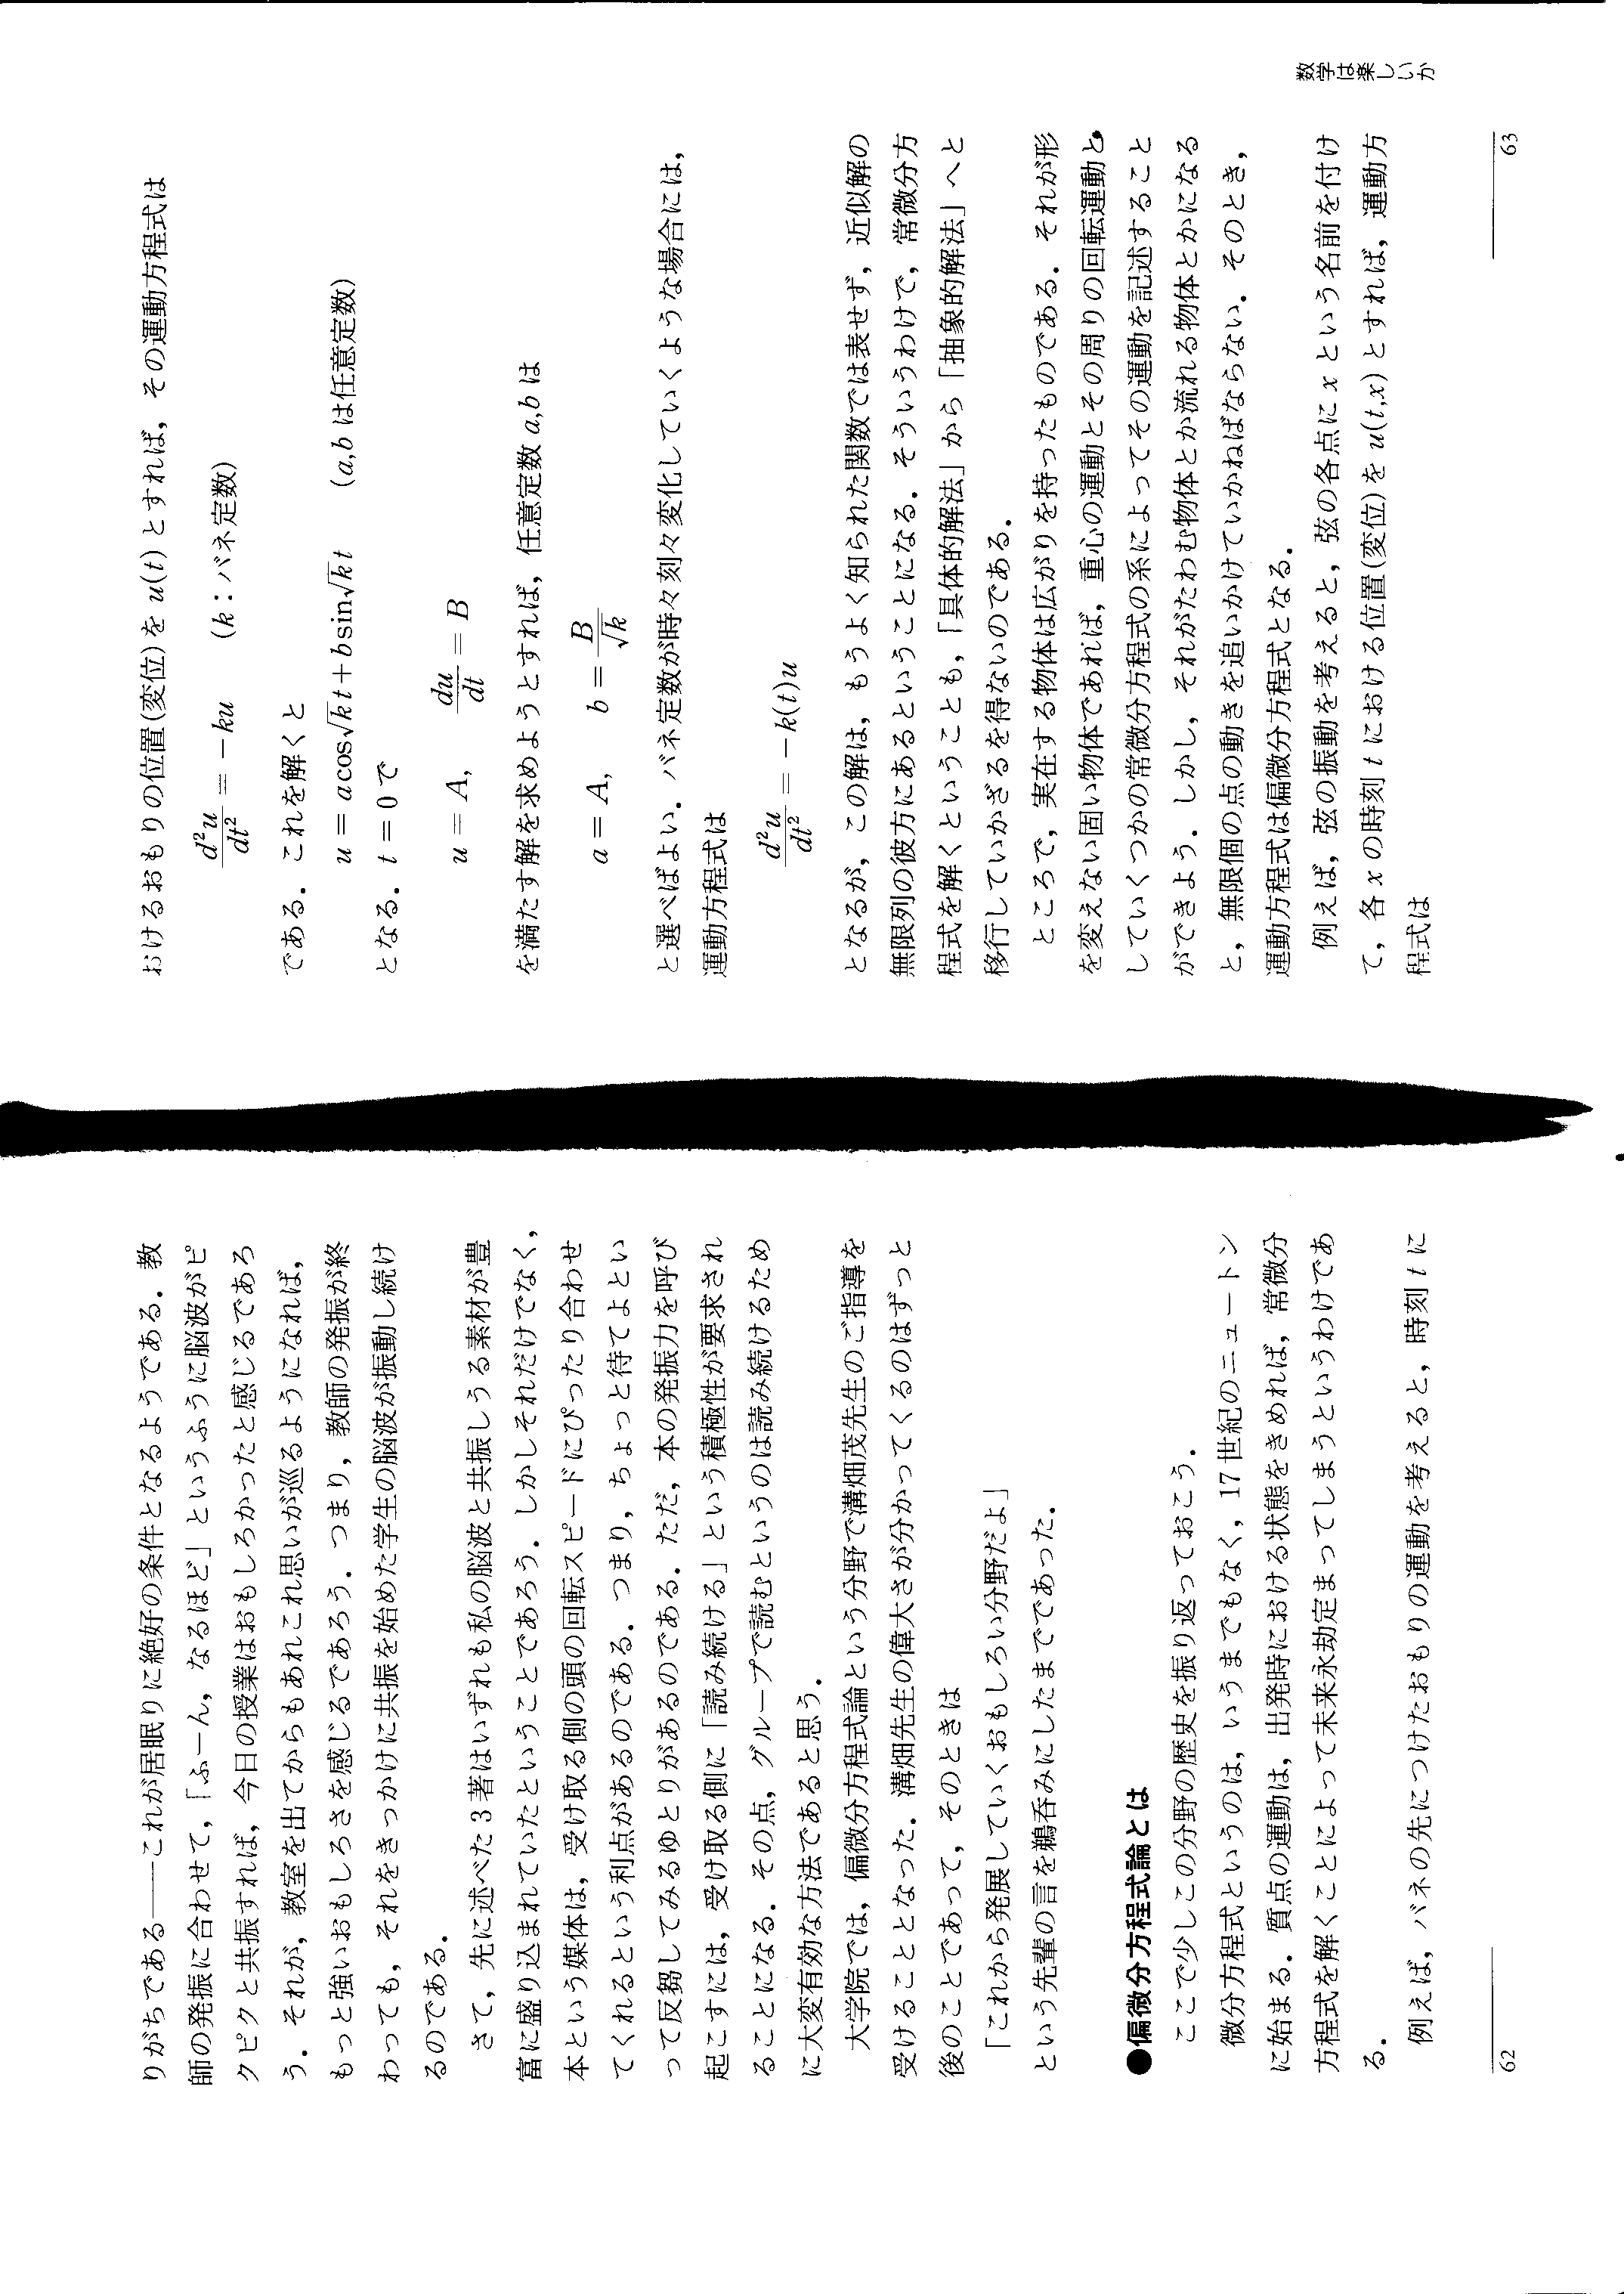 りがちである——これが居眠りに絶好の条件となるようである．教
師の発振に合わせて，「ふーん，なるほど」というふうに脳波がピ
クピクと共振すれば，今日の授業はおもしろかったと感じるであろ
う．それが，教室を出てからもあれこれ思いが巡るようになれば，
もっと強いおもしろさを感じるであろう．つまり，教師の発振が終
わっても，それをきっかけに共振を始めた学生の脳波が振動し続け
るのである．
さて，先に述べた3著はいずれも私の脳波と共振しうる素材が豊
富に盛り込まれていたということであろう．しかしそれだけでなく，
本という媒体は，受け取る側の頭の回転スピードにぴったり合わせ
てくれるという利点があるのである．つまり，ちょっと待てよとい
って反芻してみるゆとりがあるのである．ただ，本の発振力を呼び
起こすには，受け取る側に「読み続ける」という積極性が要求され
ることになる．その点，グループで読むというのは読み続けるため
に大変有効な方法であると思う．
大学院では，偏微分方程式論という分野で溝畑茂先生のご指導を
受けることとなった．溝畑先生の偉大さが分かってくるのはずっと
後のことであって，そのときは
「これから発展していくおもしろい分野だよ」
という先輩の言を鵜呑みにしたまでであった．
●偏微分方程式論とは
ここで少しこの分野の歴史を振り返っておこう．
微分方程式というのは，いうまでもなく，17世紀のニュートン
に始まる．質点の運動は，出発時における状態をきめれば，常微分
方程式を解くことによって未来永劫定まってしまうというわけであ
る．
例えば，バネの先につけたおもりの運動を考えると，時刻 t に
62
おけるおもりの位置(変位)を u(t) とすれば，その運動方程式は
d²u/dt² = −ku　(k：バネ定数)
である．これを解くと
u = acos√kt + bsin√kt　(a,b は任意定数)
となる．t = 0 で
u = A,　du/dt = B
を満たす解を求めようとすれば，任意定数 a,b は
a = A,　b = B/√k
と選べばよい．バネ定数が時々刻々変化していくような場合には，
運動方程式は
d²u/dt² = −k(t)u
となるが，この解は，もうよく知られた関数では表せず，近似解の
無限列の彼方にあるということになる．そういうわけで，常微分方
程式を解くということも，「具体的解法」から「抽象的解法」へと
移行していかざるを得ないのである．
ところで，実在する物体は広がりを持ったものである．それが形
を変えない固い物体であれば，重心の運動とその周りの回転運動と，
していくつかの常微分方程式の系によってその運動を記述すること
ができよう．しかし，それがたわむ物体とか流れる物体とかになる
と，無限個の点の動きを追いかけていかねばならない．そのとき，
運動方程式は偏微分方程式となる．
例えば，弦の振動を考えると，弦の各点に x という名前を付け
て，各 x の時刻 t における位置(変位)を u(t,x) とすれば，運動方
程式は
数学は楽しいか
63